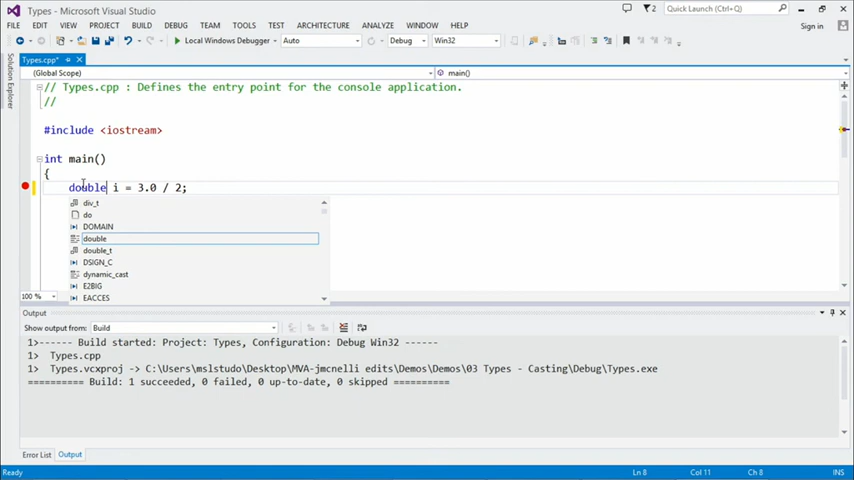 Types - Microsoft Visual Studio
2
Quick Launch (Ctrl+Q)
FILE EDIT VIEW PROJECT BUILD DEBUG TEAM TOOLS TEST ARCHITECTURE ANALYZE WINDOW HELP
Sign in
Local Windows Debugger Auto Debug Win32
Solution Explorer
Types.cpp*
(Global Scope) main()
// Types.cpp : Defines the entry point for the console application.
//
#include <iostream>
int main()
{
double i = 3.0 / 2;
div_t
do
DOMAIN
double
double_t
DSIGN_C
dynamic_cast
E2BIG
EACCES
100 %
Output
Show output from: Build
1>------ Build started: Project: Types, Configuration: Debug Win32 ------
1> Types.cpp
1> Types.vcxproj -> C:\Users\mslstudo\Desktop\MVA-jmcnelli edits\Demos\Demos\03 Types - Casting\Debug\Types.exe
========== Build: 1 succeeded, 0 failed, 0 up-to-date, 0 skipped ==========
Error List Output
Ready Ln 8 Col 11 Ch 8